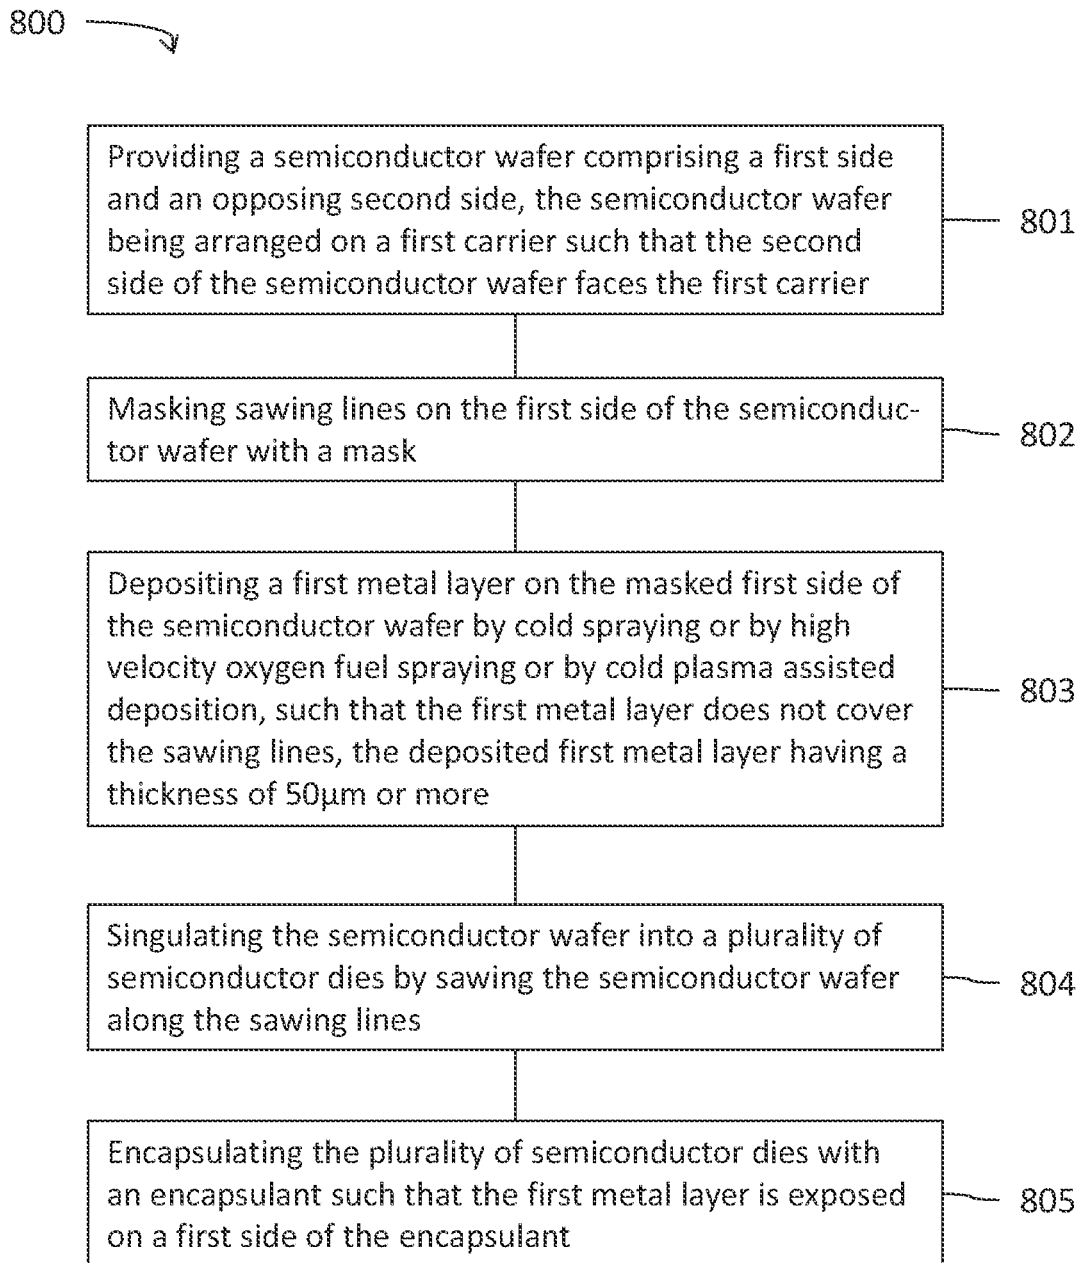 800
Providing a semiconductor wafer comprising a first side
and an opposing second side, the semiconductor wafer
being arranged on a first carrier such that the second
side of the semiconductor wafer faces the first carrier
801
Masking sawing lines on the first side of the semiconduc-
tor wafer with a mask
802
Depositing a first metal layer on the masked first side of
the semiconductor wafer by cold spraying or by high
velocity oxygen fuel spraying or by cold plasma assisted
deposition, such that the first metal layer does not cover
the sawing lines, the deposited first metal layer having a
thickness of 50µm or more
803
Singulating the semiconductor wafer into a plurality of
semiconductor dies by sawing the semiconductor wafer
along the sawing lines
804
Encapsulating the plurality of semiconductor dies with
an encapsulant such that the first metal layer is exposed
on a first side of the encapsulant
805